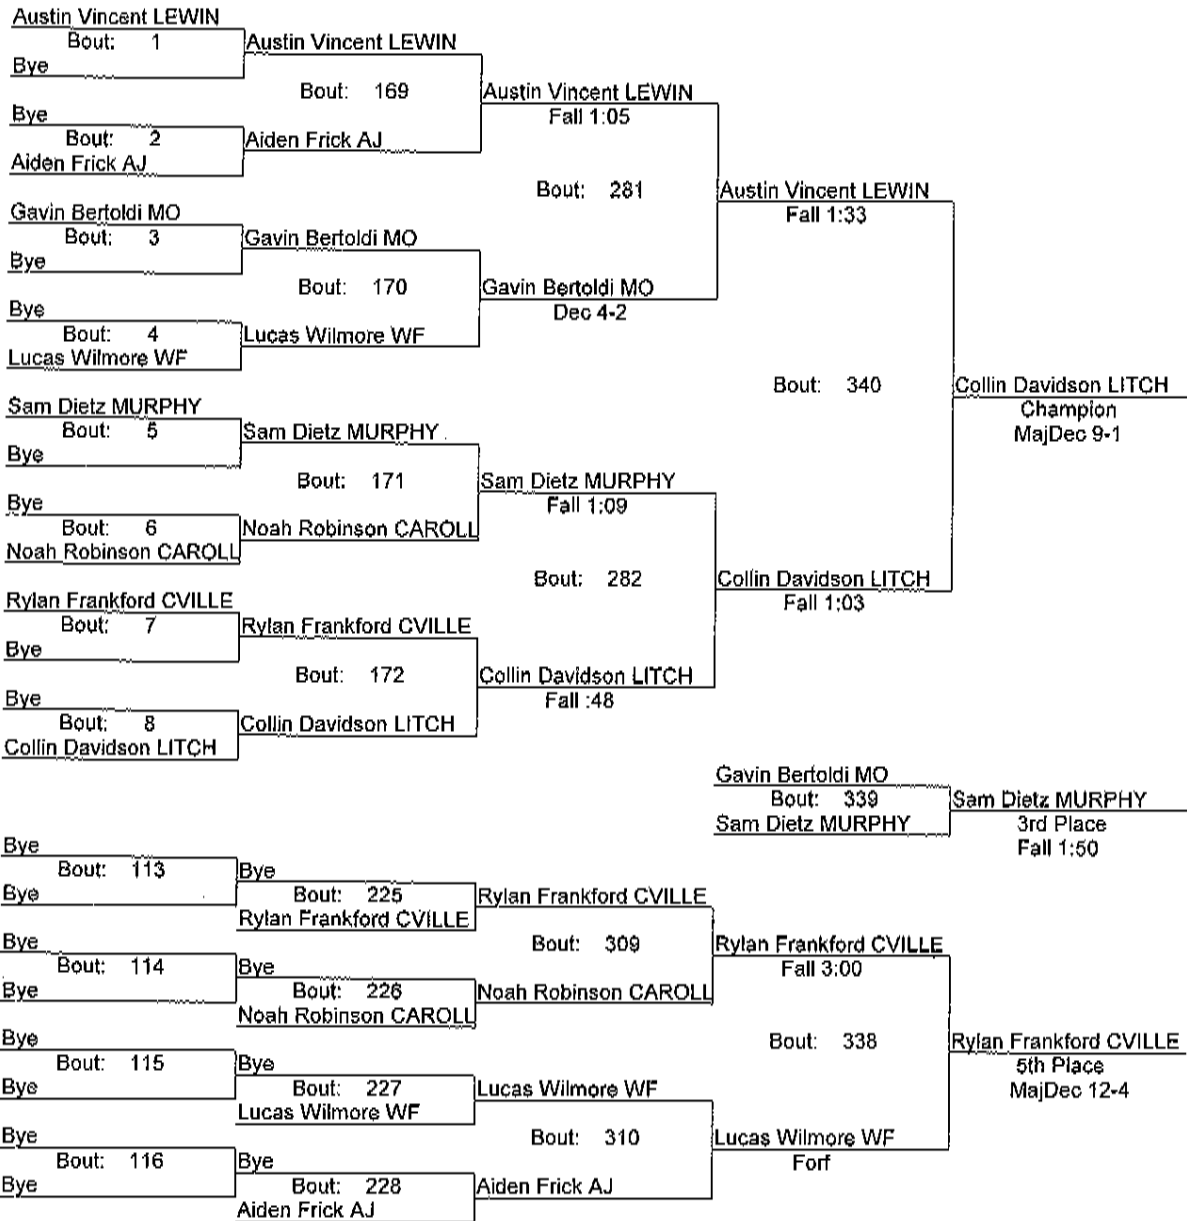 Austin Vincent LEWIN
Bout: 1
Bye
Austin Vincent LEWIN
Bout: 169
Bye
Bout: 2
Aiden Frick AJ
Aiden Frick AJ
Austin Vincent LEWIN
Fall 1:05
Bout: 281
Gavin Bertoldi MO
Bout: 3
Bye
Gavin Bertoldi MO
Bout: 170
Bye
Bout: 4
Lucas Wilmore WF
Lucas Wilmore WF
Gavin Bertoldi MO
Dec 4-2
Austin Vincent LEWIN
Fall 1:33
Bout: 340
Sam Dietz MURPHY
Bout: 5
Bye
Sam Dietz MURPHY
Bout: 171
Bye
Bout: 6
Noah Robinson CAROLL
Noah Robinson CAROLL
Sam Dietz MURPHY
Fall 1:09
Bout: 282
Rylan Frankford CVILLE
Bout: 7
Bye
Rylan Frankford CVILLE
Bout: 172
Bye
Bout: 8
Collin Davidson LITCH
Collin Davidson LITCH
Collin Davidson LITCH
Fall :48
Collin Davidson LITCH
Fall 1:03
Collin Davidson LITCH
Champion
MajDec 9-1
Gavin Bertoldi MO
Bout: 339
Sam Dietz MURPHY
Sam Dietz MURPHY
3rd Place
Fall 1:50
Bye
Bout: 113
Bye
Bye
Bout: 225
Rylan Frankford CVILLE
Rylan Frankford CVILLE
Bout: 309
Bye
Bout: 114
Bye
Bye
Bout: 226
Noah Robinson CAROLL
Noah Robinson CAROLL
Rylan Frankford CVILLE
Fall 3:00
Bout: 338
Bye
Bout: 115
Bye
Bye
Bout: 227
Lucas Wilmore WF
Lucas Wilmore WF
Bout: 310
Bye
Bout: 116
Bye
Bye
Bout: 228
Aiden Frick AJ
Aiden Frick AJ
Lucas Wilmore WF
Forf
Rylan Frankford CVILLE
5th Place
MajDec 12-4